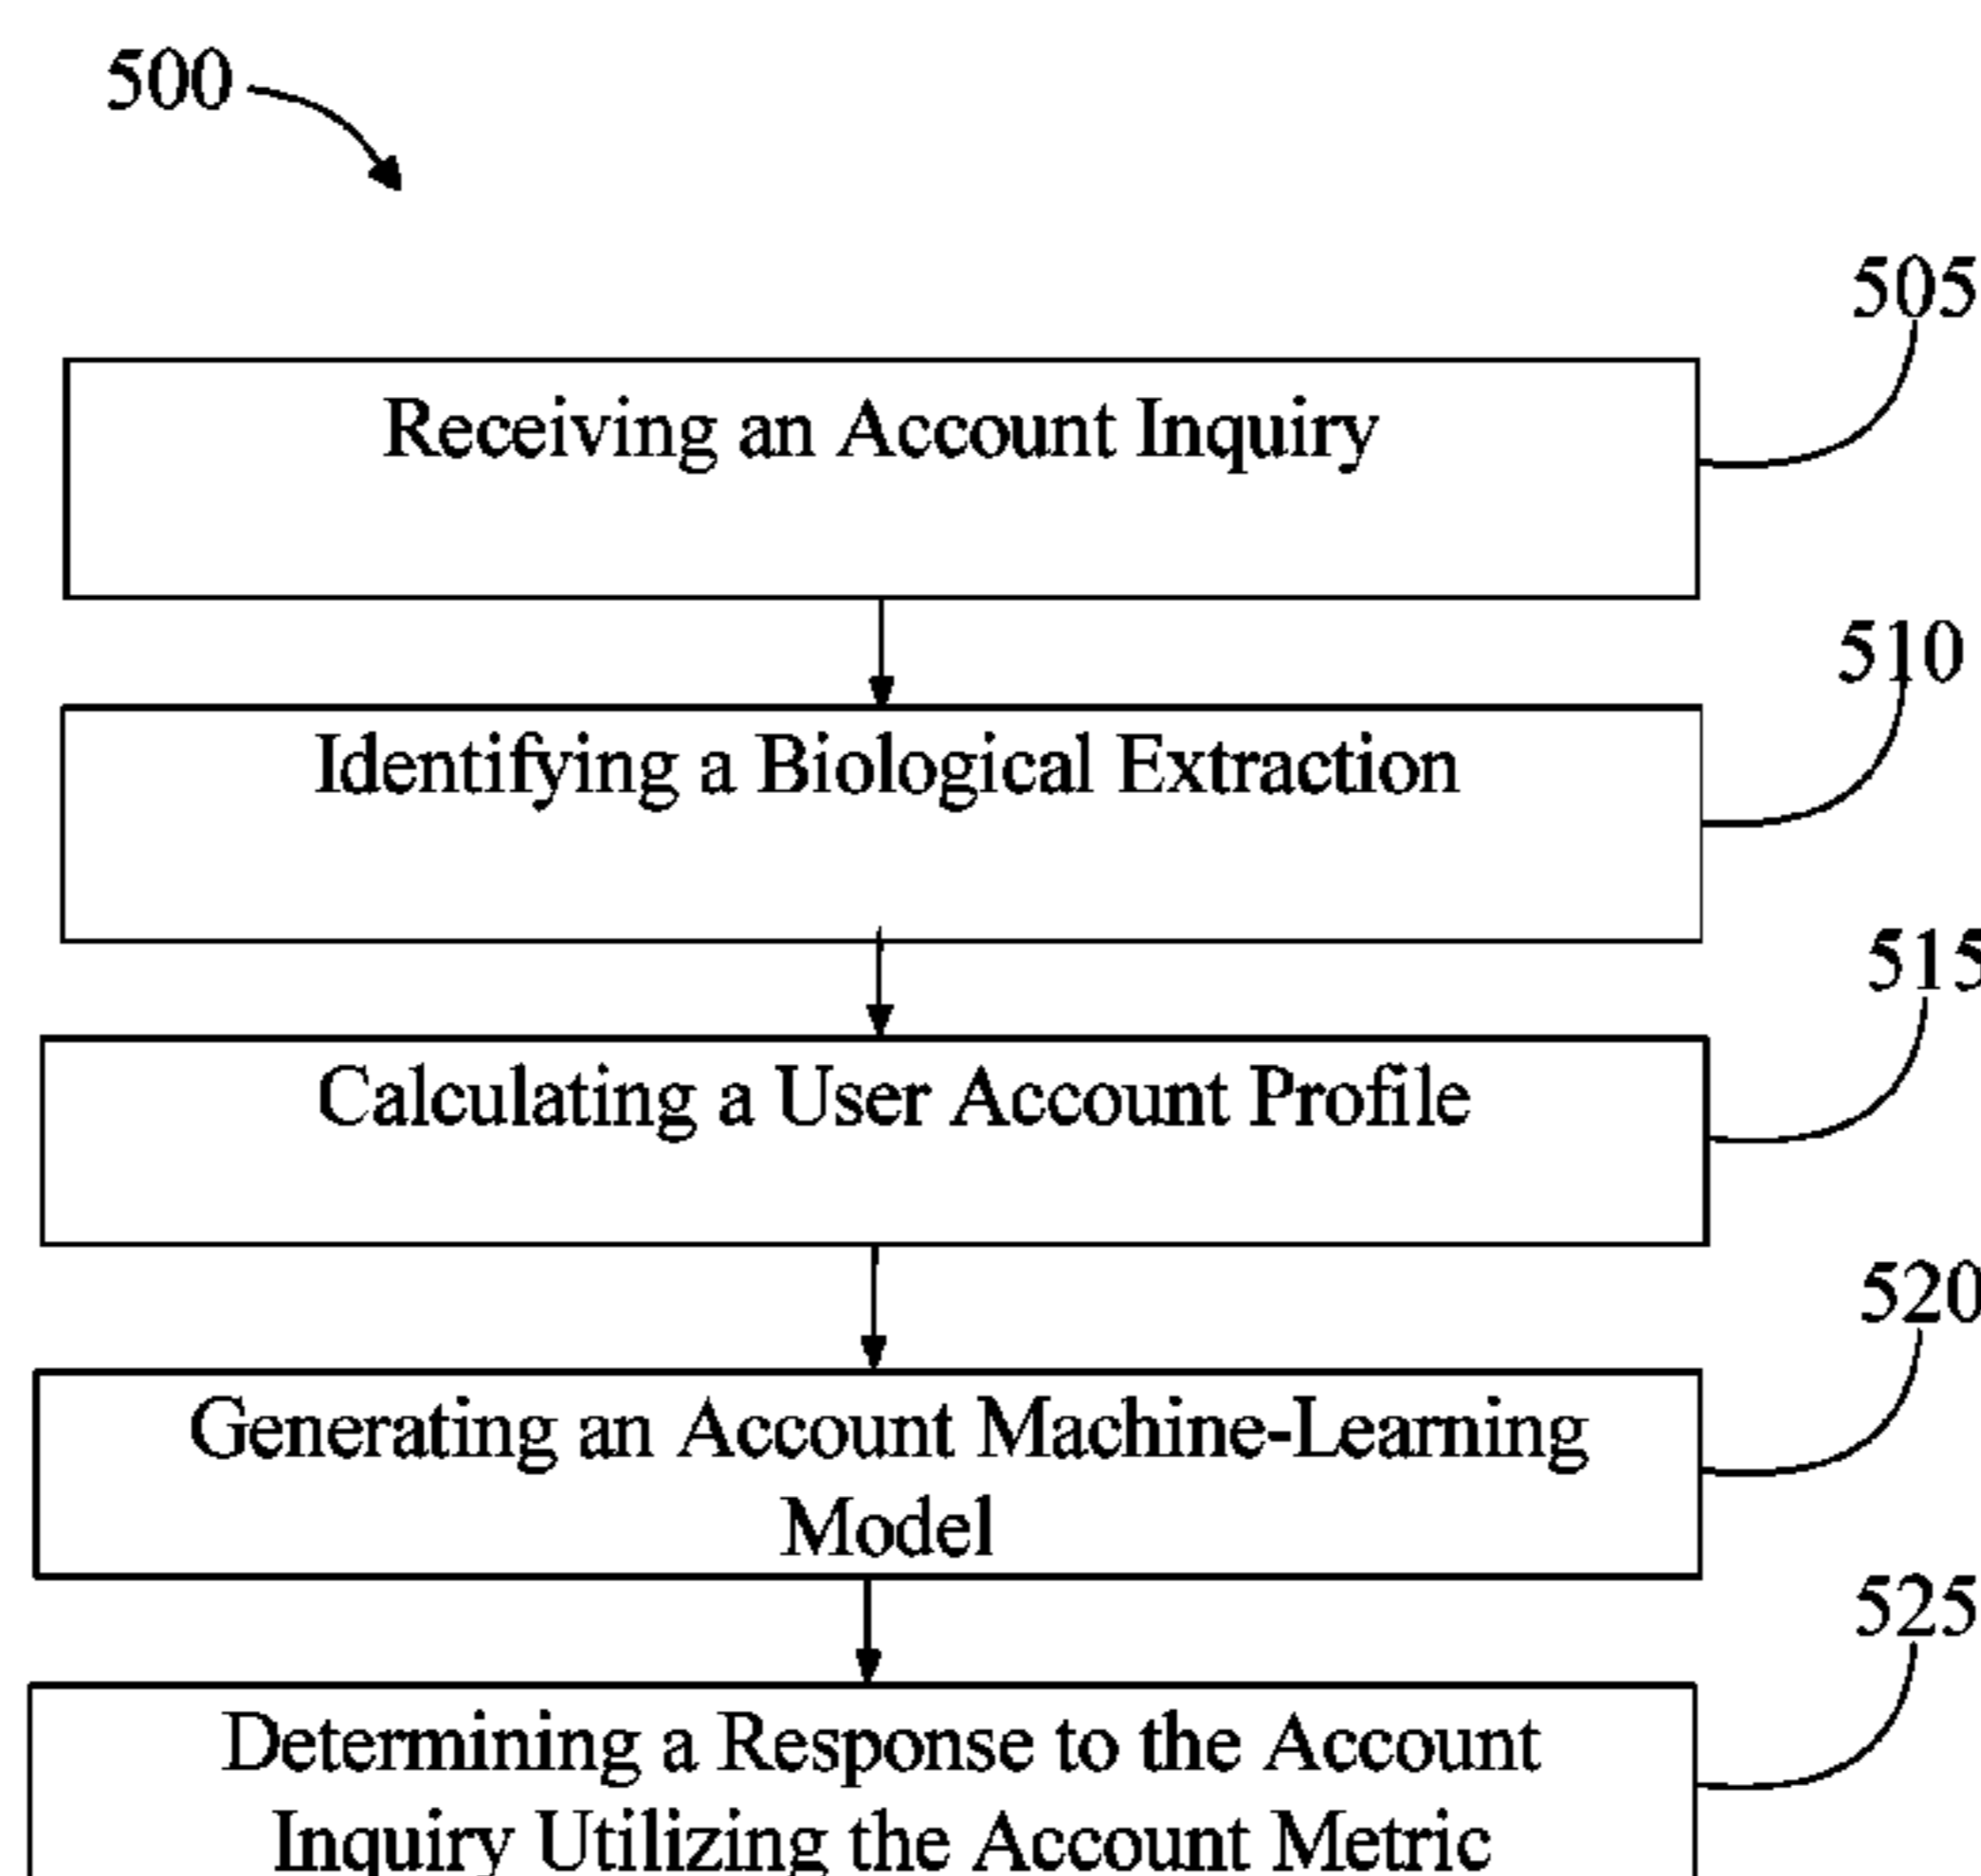 500
505
Receiving an Account Inquiry
510
Identifying a Biological Extraction
515
Calculating a User Account Profile
520
Generating an Account Machine-Learning
Model
525
Determining a Response to the Account
Inquiry Utilizing the Account Metric